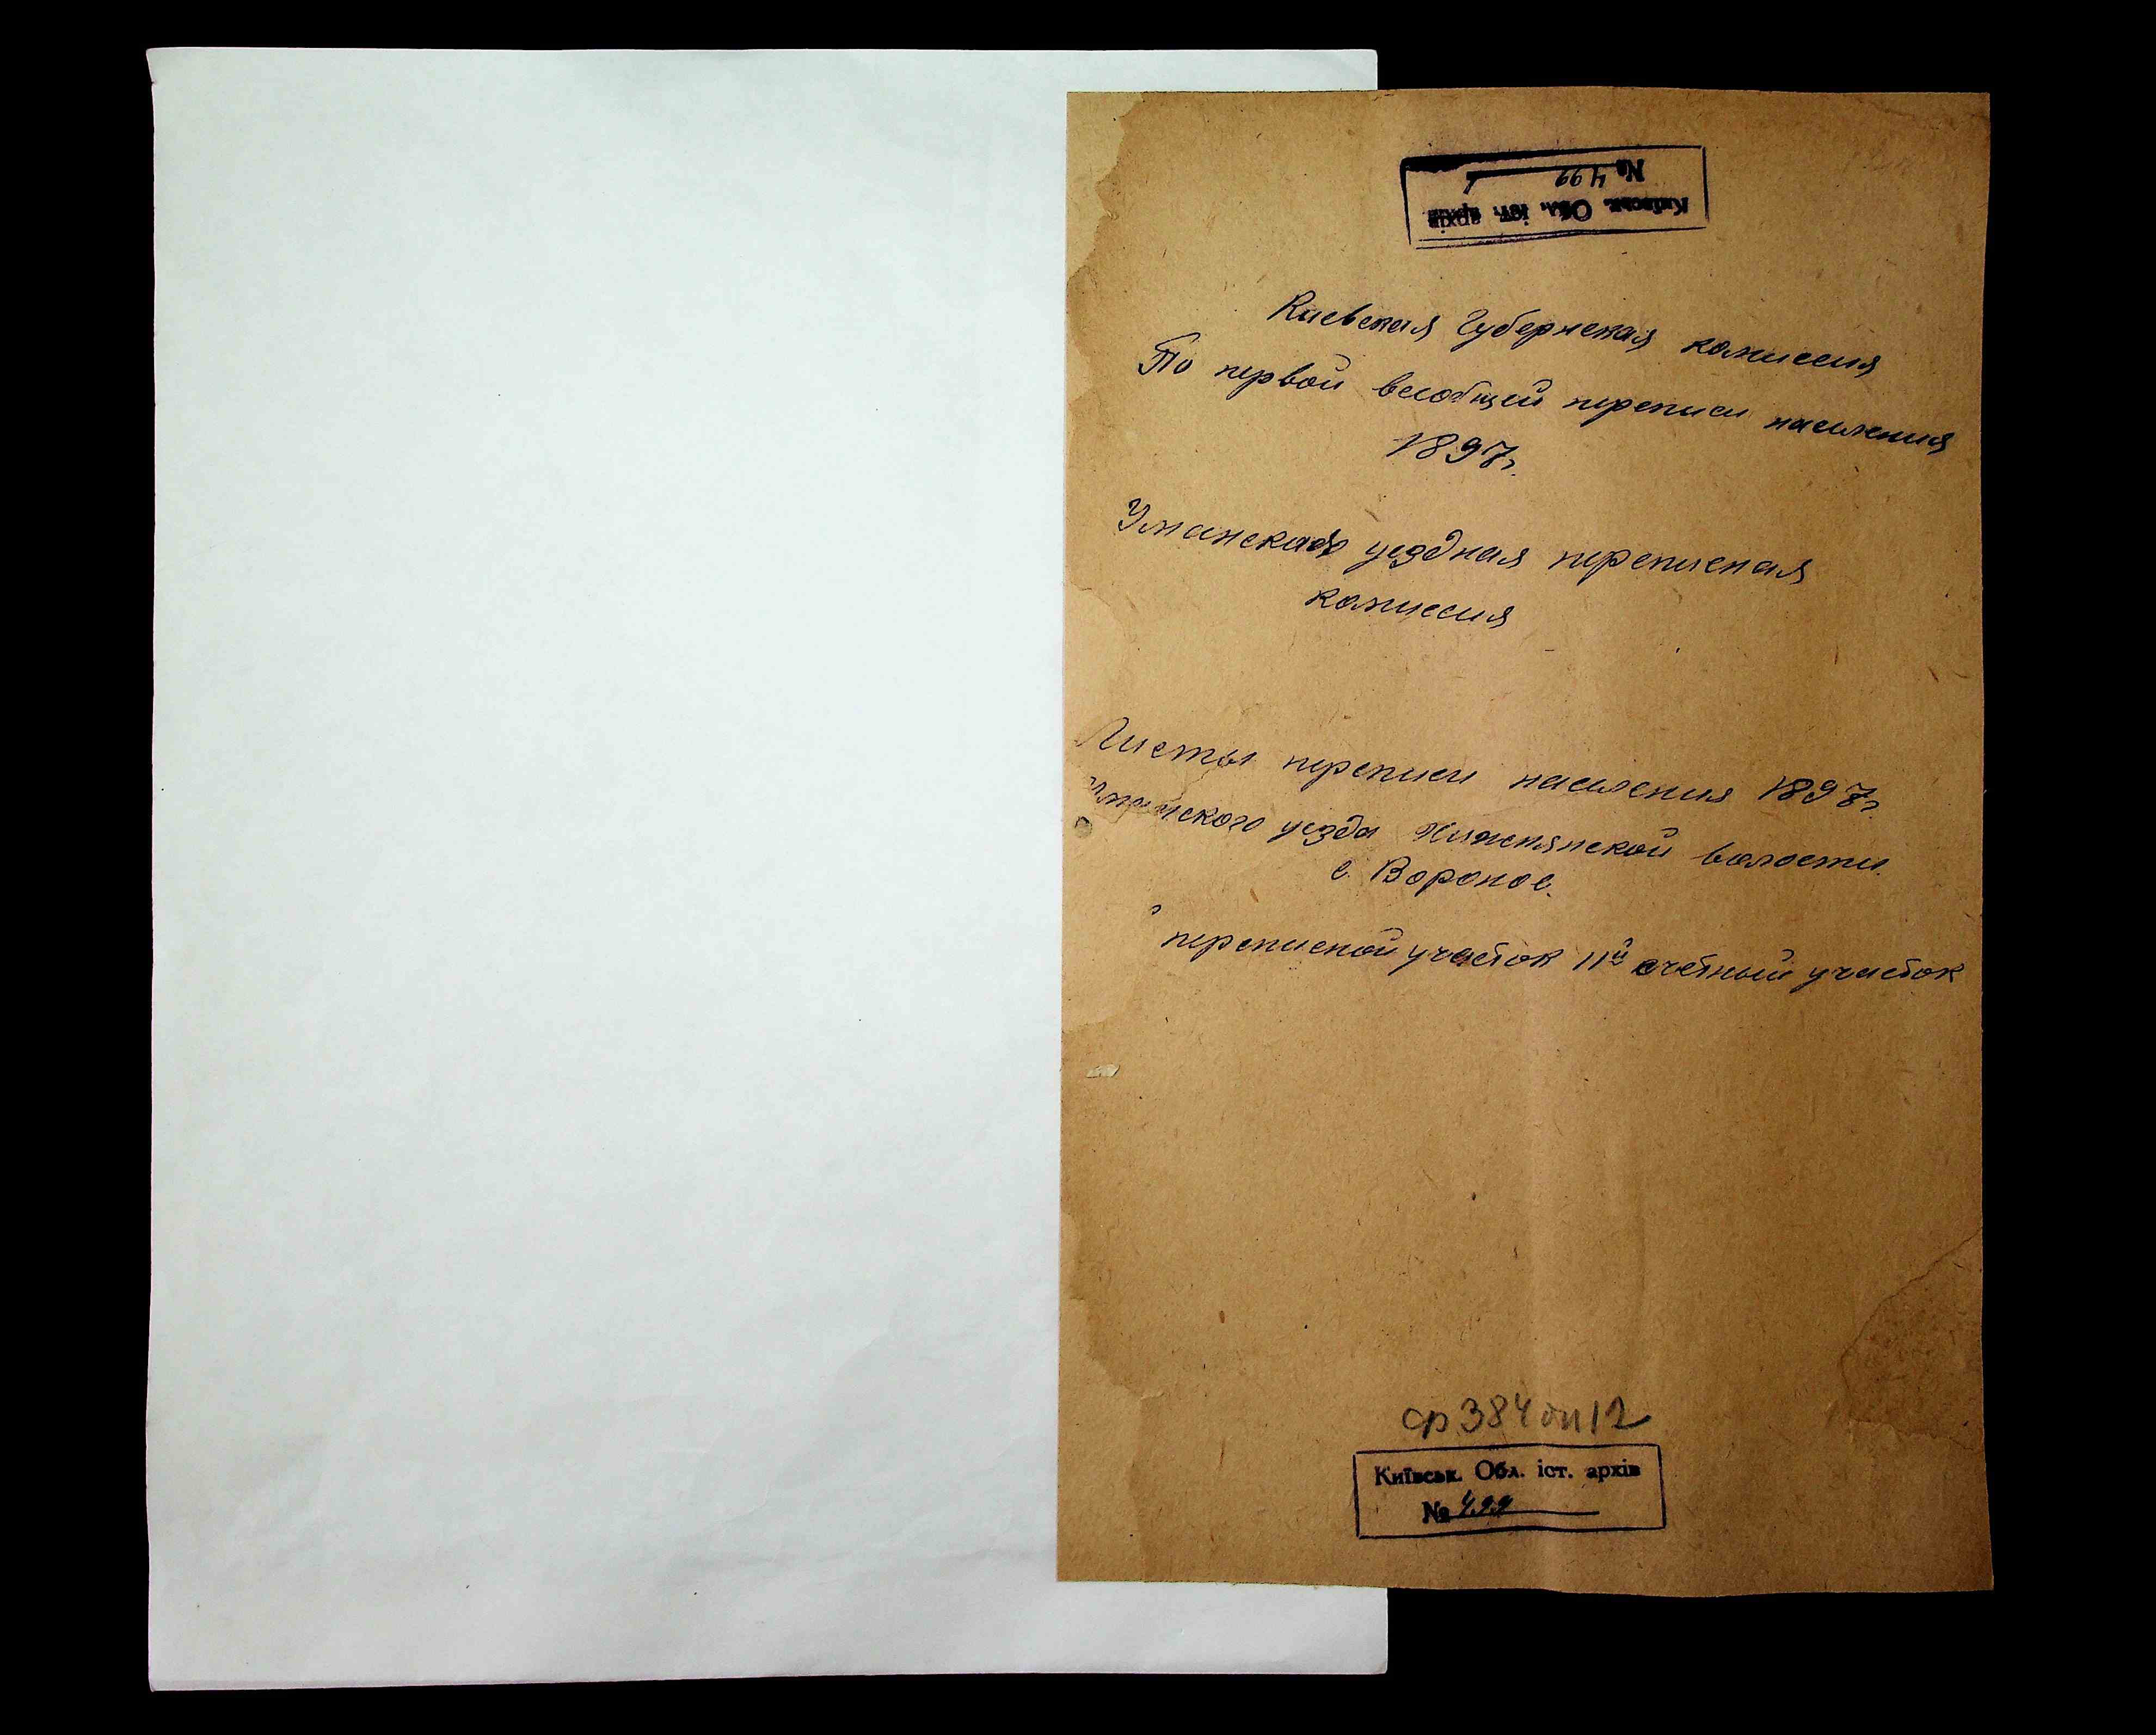 Київськ. Обл. іст. архів
№ 499
Киевская Губернская комиссия
По первой всеобщей переписи населения
1897г.
Уманская уездная переписная
комиссия
Листы переписи населения 1897г.
Уманского уезда волости
с. Вороное.
переписной участок 11й счетный участок
ф 384 оп 12
Київськ. Обл. іст. архів
№ 499